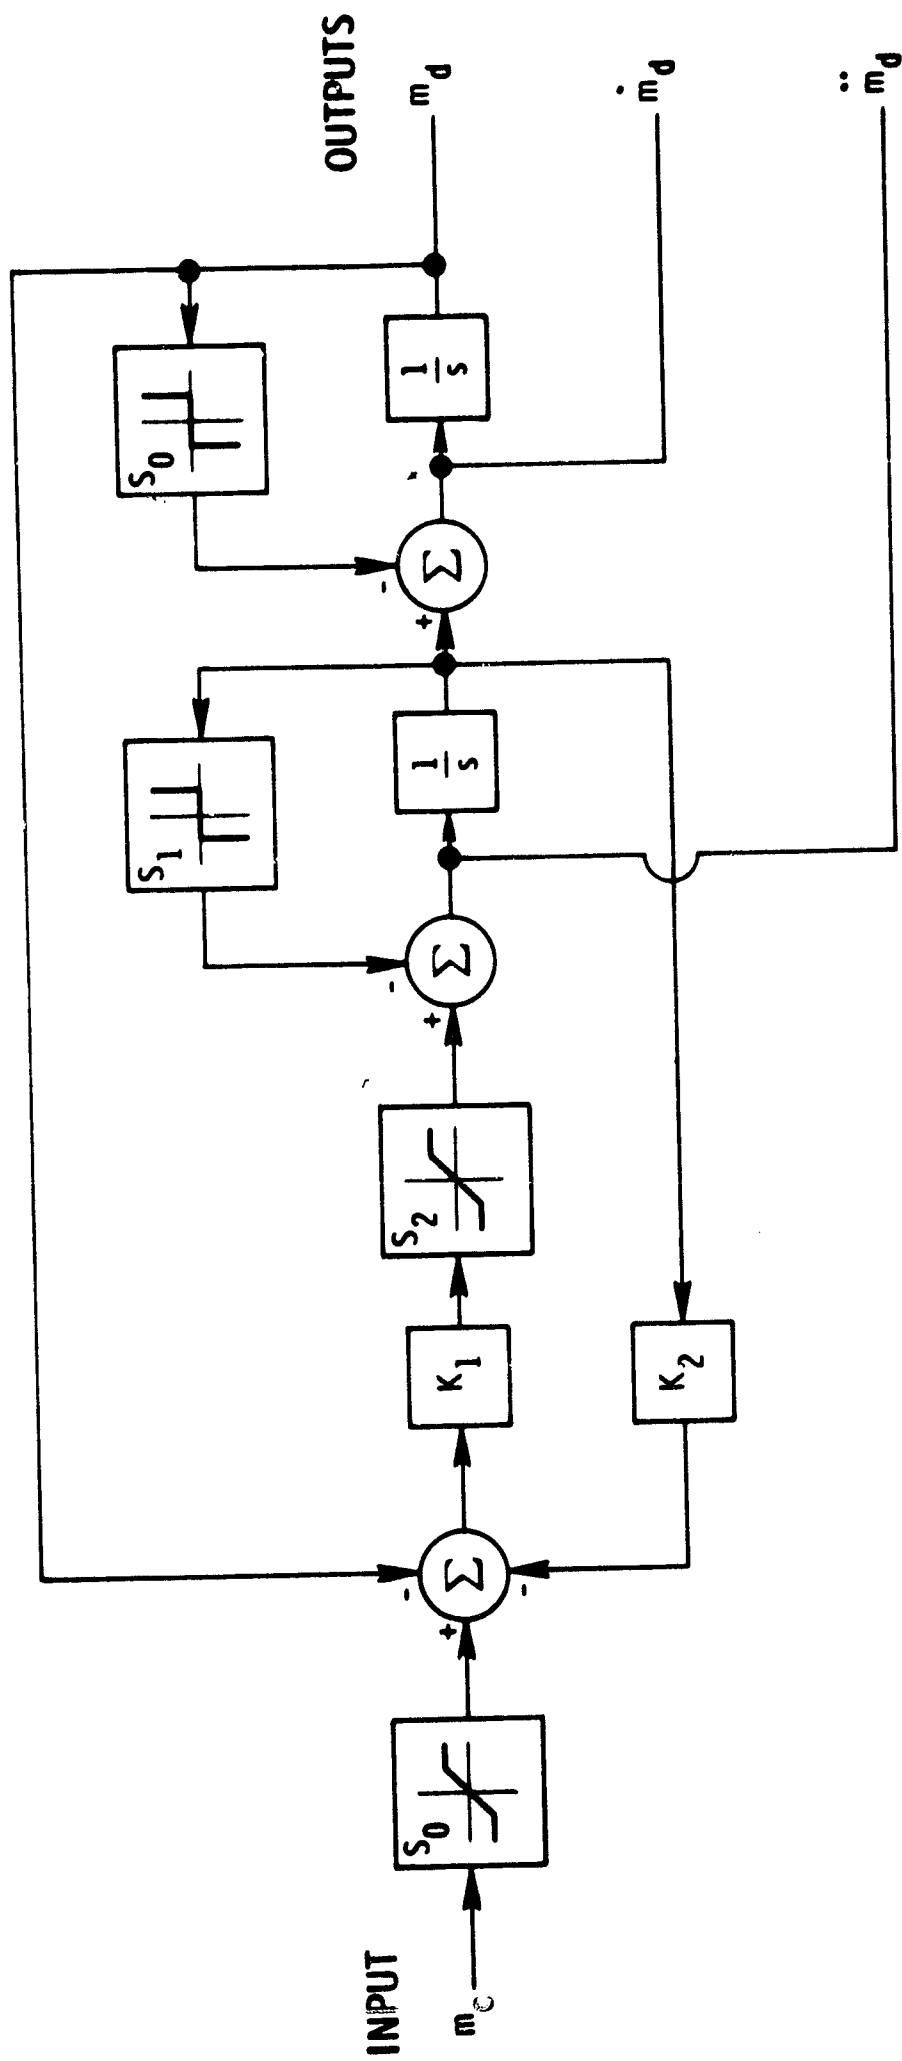 INPUT
m_c
S_0
+
-
-
Σ
K_1
S_2
+
-
Σ
S_1
1/s
+
-
Σ
S_0
1/s
K_2
OUTPUTS
m_d
ṁ_d
m̈_d